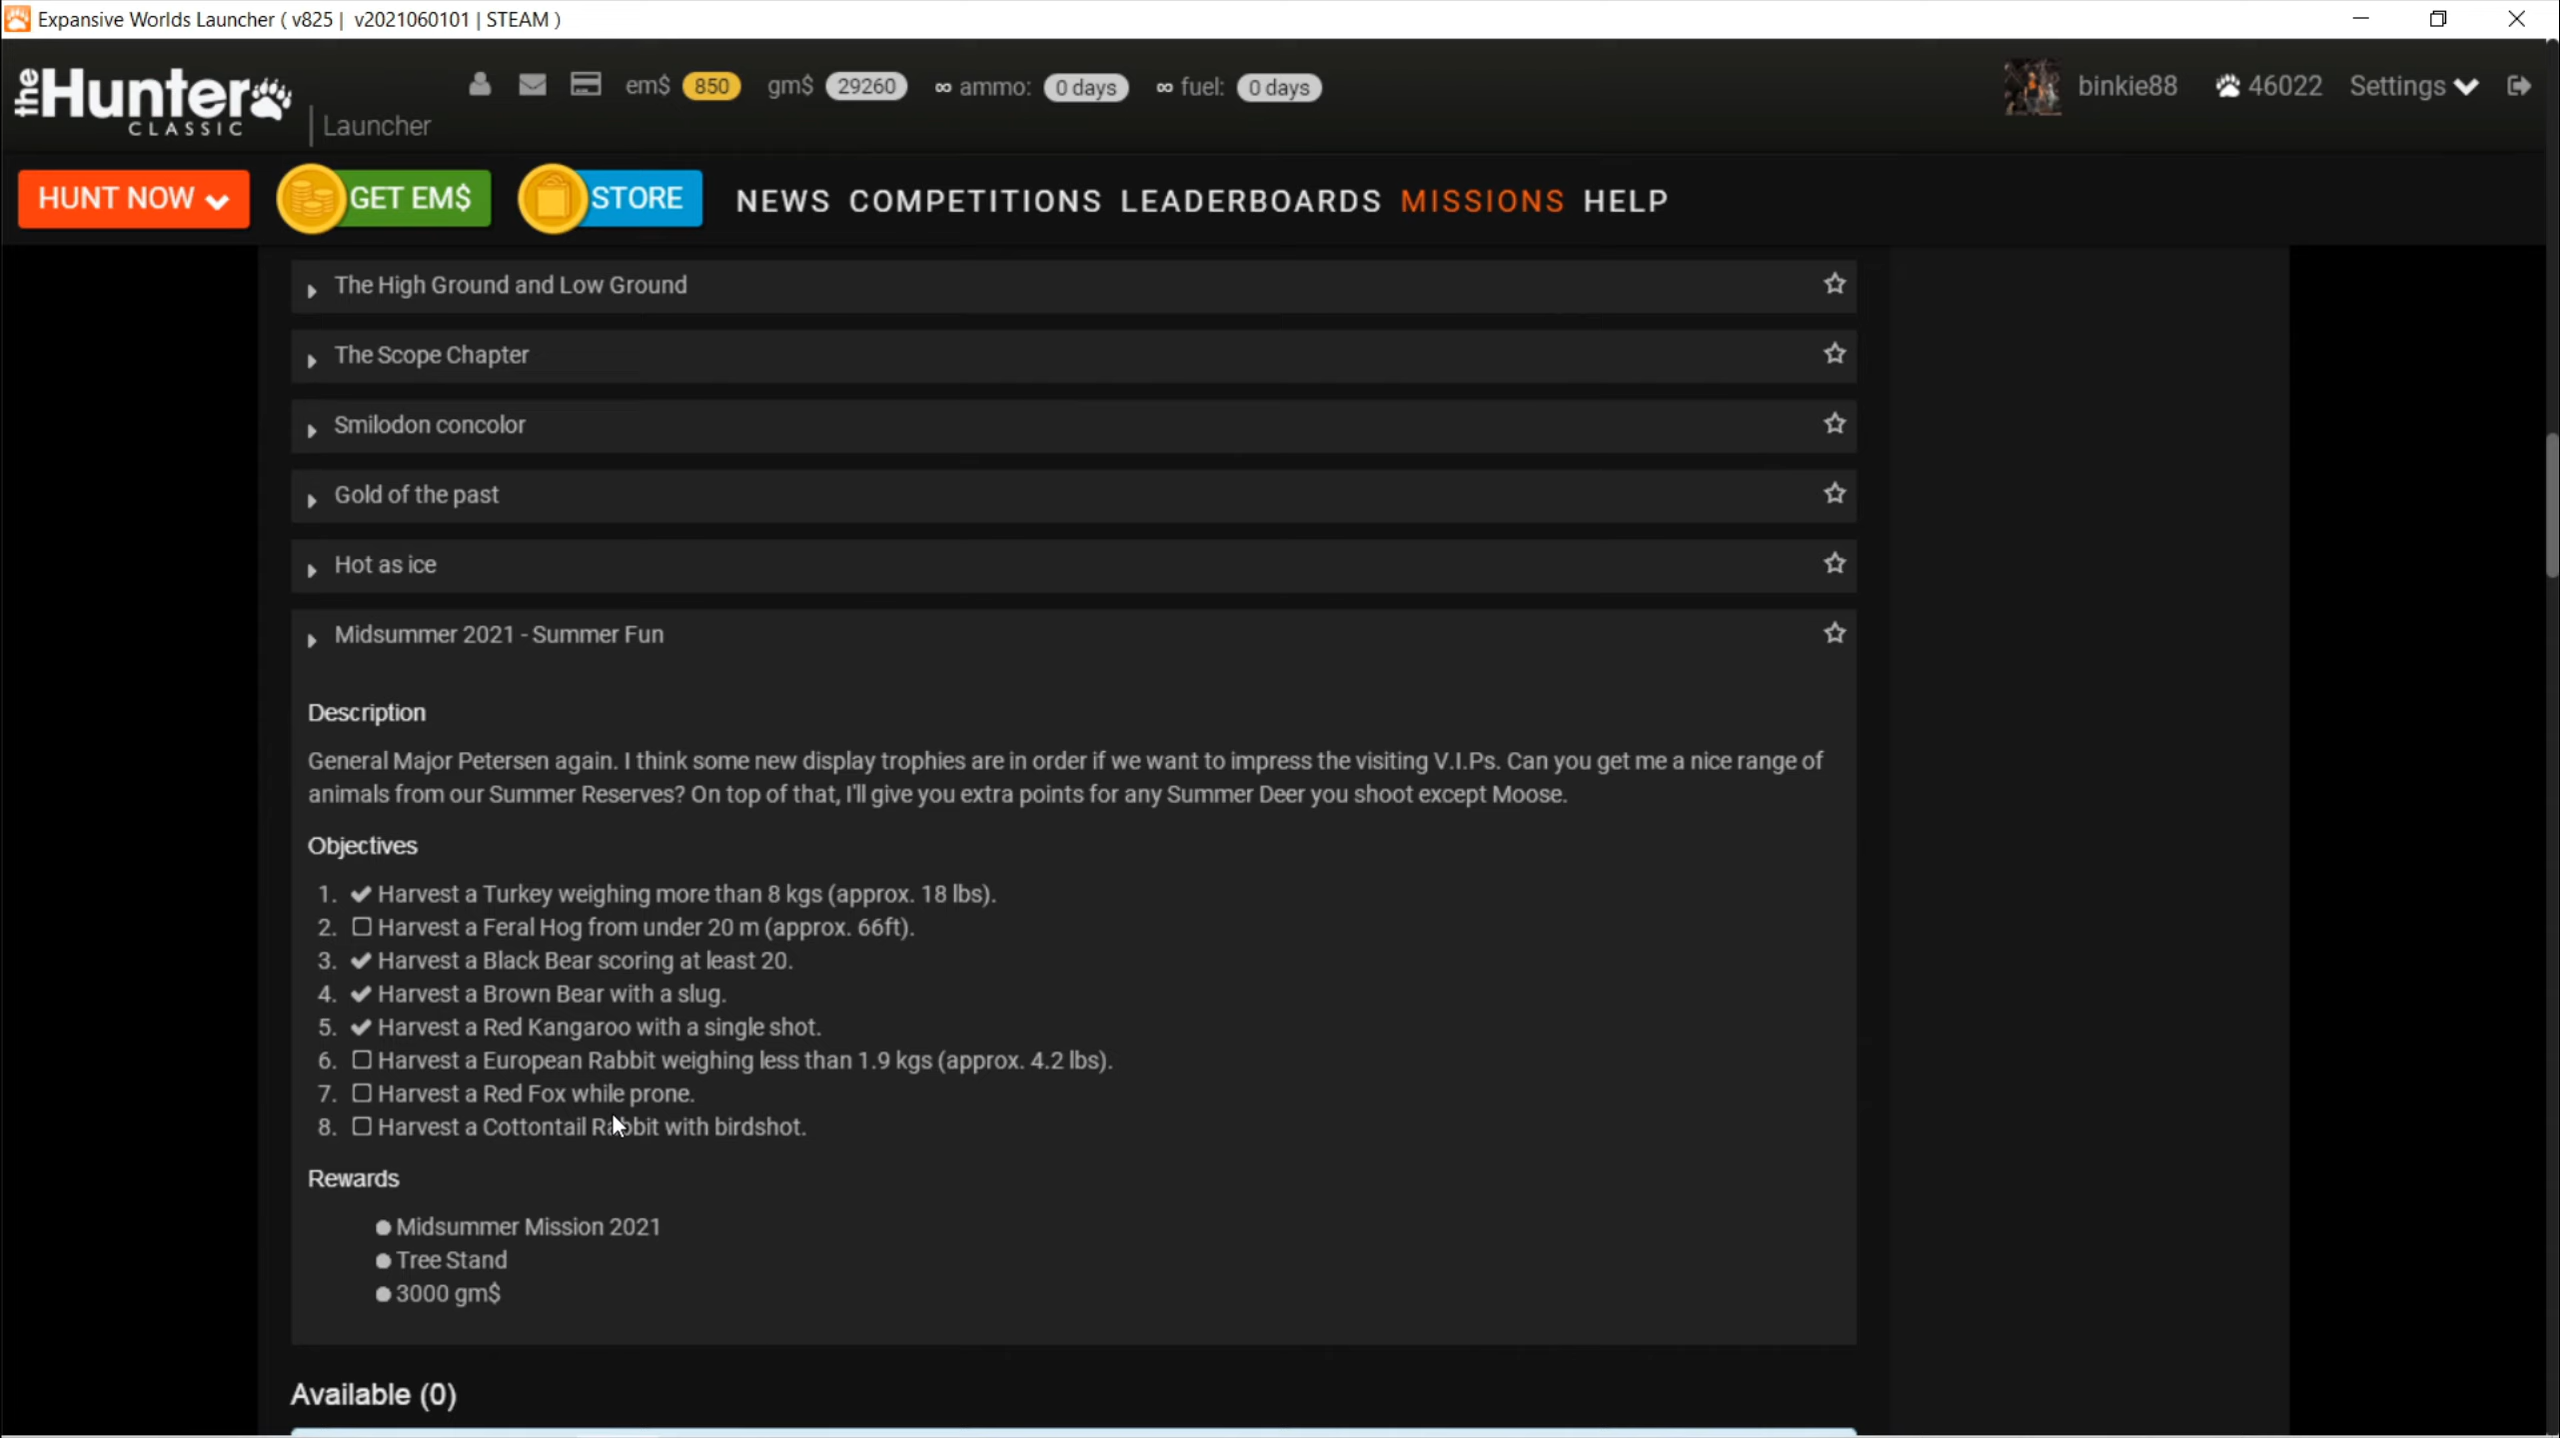 Expansive Worlds Launcher ( v825 | v2021060101 | STEAM )
theHunter CLASSIC | Launcher
em$ 850 gm$ 29260 ∞ ammo: 0 days ∞ fuel: 0 days
binkie88 46022 Settings
HUNT NOW GET EM$ STORE NEWS COMPETITIONS LEADERBOARDS MISSIONS HELP
The High Ground and Low Ground
The Scope Chapter
Smilodon concolor
Gold of the past
Hot as ice
Midsummer 2021 - Summer Fun
Description
General Major Petersen again. I think some new display trophies are in order if we want to impress the visiting V.I.Ps. Can you get me a nice range of
animals from our Summer Reserves? On top of that, I'll give you extra points for any Summer Deer you shoot except Moose.
Objectives
1. ✔ Harvest a Turkey weighing more than 8 kgs (approx. 18 lbs).
2. ☐ Harvest a Feral Hog from under 20 m (approx. 66ft).
3. ✔ Harvest a Black Bear scoring at least 20.
4. ✔ Harvest a Brown Bear with a slug.
5. ✔ Harvest a Red Kangaroo with a single shot.
6. ☐ Harvest a European Rabbit weighing less than 1.9 kgs (approx. 4.2 lbs).
7. ☐ Harvest a Red Fox while prone.
8. ☐ Harvest a Cottontail Rabbit with birdshot.
Rewards
● Midsummer Mission 2021
● Tree Stand
● 3000 gm$
Available (0)